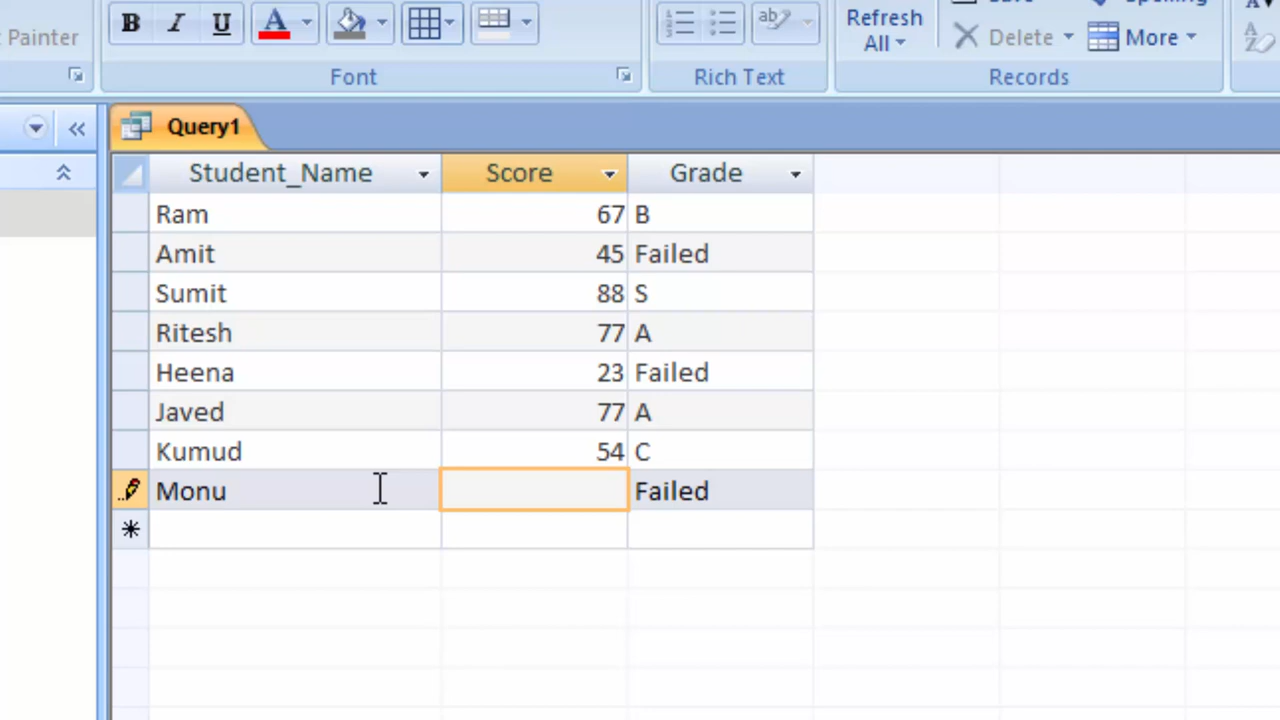 Painter
B I U A
ab
Refresh
All
Delete
More
Font
Rich Text
Records
Query1
Student_Name Score Grade
Ram 67 B
Amit 45 Failed
Sumit 88 S
Ritesh 77 A
Heena 23 Failed
Javed 77 A
Kumud 54 C
Monu Failed